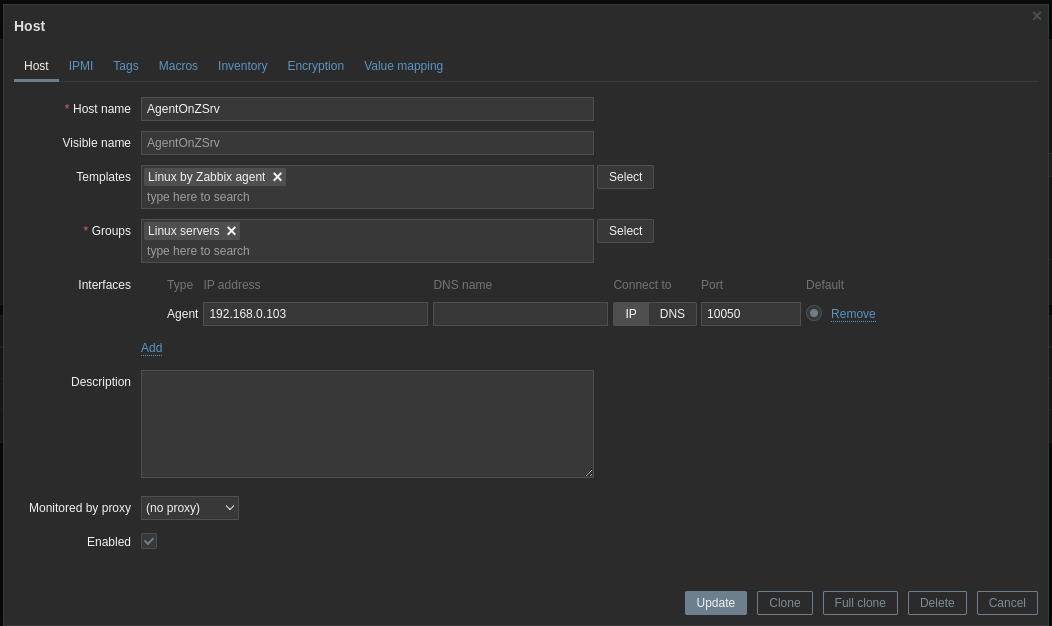 Host
Host IPMI Tags Macros Inventory Encryption Value mapping
* Host name AgentOnZSrv
Visible name AgentOnZSrv
Templates Linux by Zabbix agent Select
type here to search
* Groups Linux servers Select
type here to search
Interfaces Type IP address DNS name Connect to Port Default
Agent 192.168.0.103 IP DNS 10050 Remove
Add
Description
Monitored by proxy (no proxy)
Enabled
Update Clone Full clone Delete Cancel